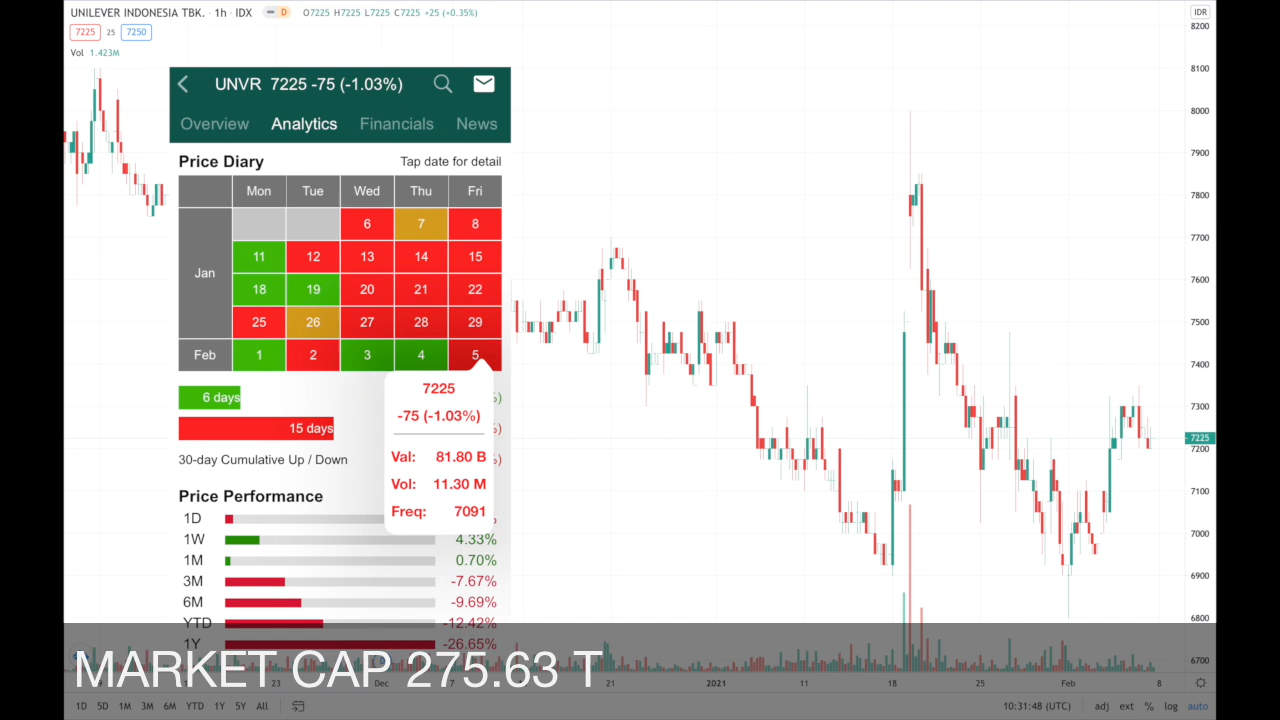 UNILEVER INDONESIA TBK. · 1h · IDX D O7225 H7225 L7225 C7225 +25 (+0.35%)
IDR
7225 25 7250
Vol 1.423M
UNVR 7225 -75 (-1.03%)
Overview Analytics Financials News
Price Diary Tap date for detail
Mon Tue Wed Thu Fri
Jan
6 7 8
11 12 13 14 15
18 19 20 21 22
25 26 27 28 29
Feb 1 2 3 4 5
6 days
15 days
30-day Cumulative Up / Down
7225
-75 (-1.03%)
Val: 81.80 B
Vol: 11.30 M
Freq: 7091
Price Performance
1D
1W 4.33%
1M 0.70%
3M -7.67%
6M -9.69%
YTD -12.42%
1Y -26.65%
MARKET CAP 275.63 T
8200
8100
8000
7900
7800
7700
7600
7500
7400
7300
7225
7200
7100
7000
6900
6800
6700
23 Dec 7 21 2021 11 18 25 Feb 8
1D 5D 1M 3M 6M YTD 1Y 5Y All
10:31:48 (UTC) adj ext % log auto